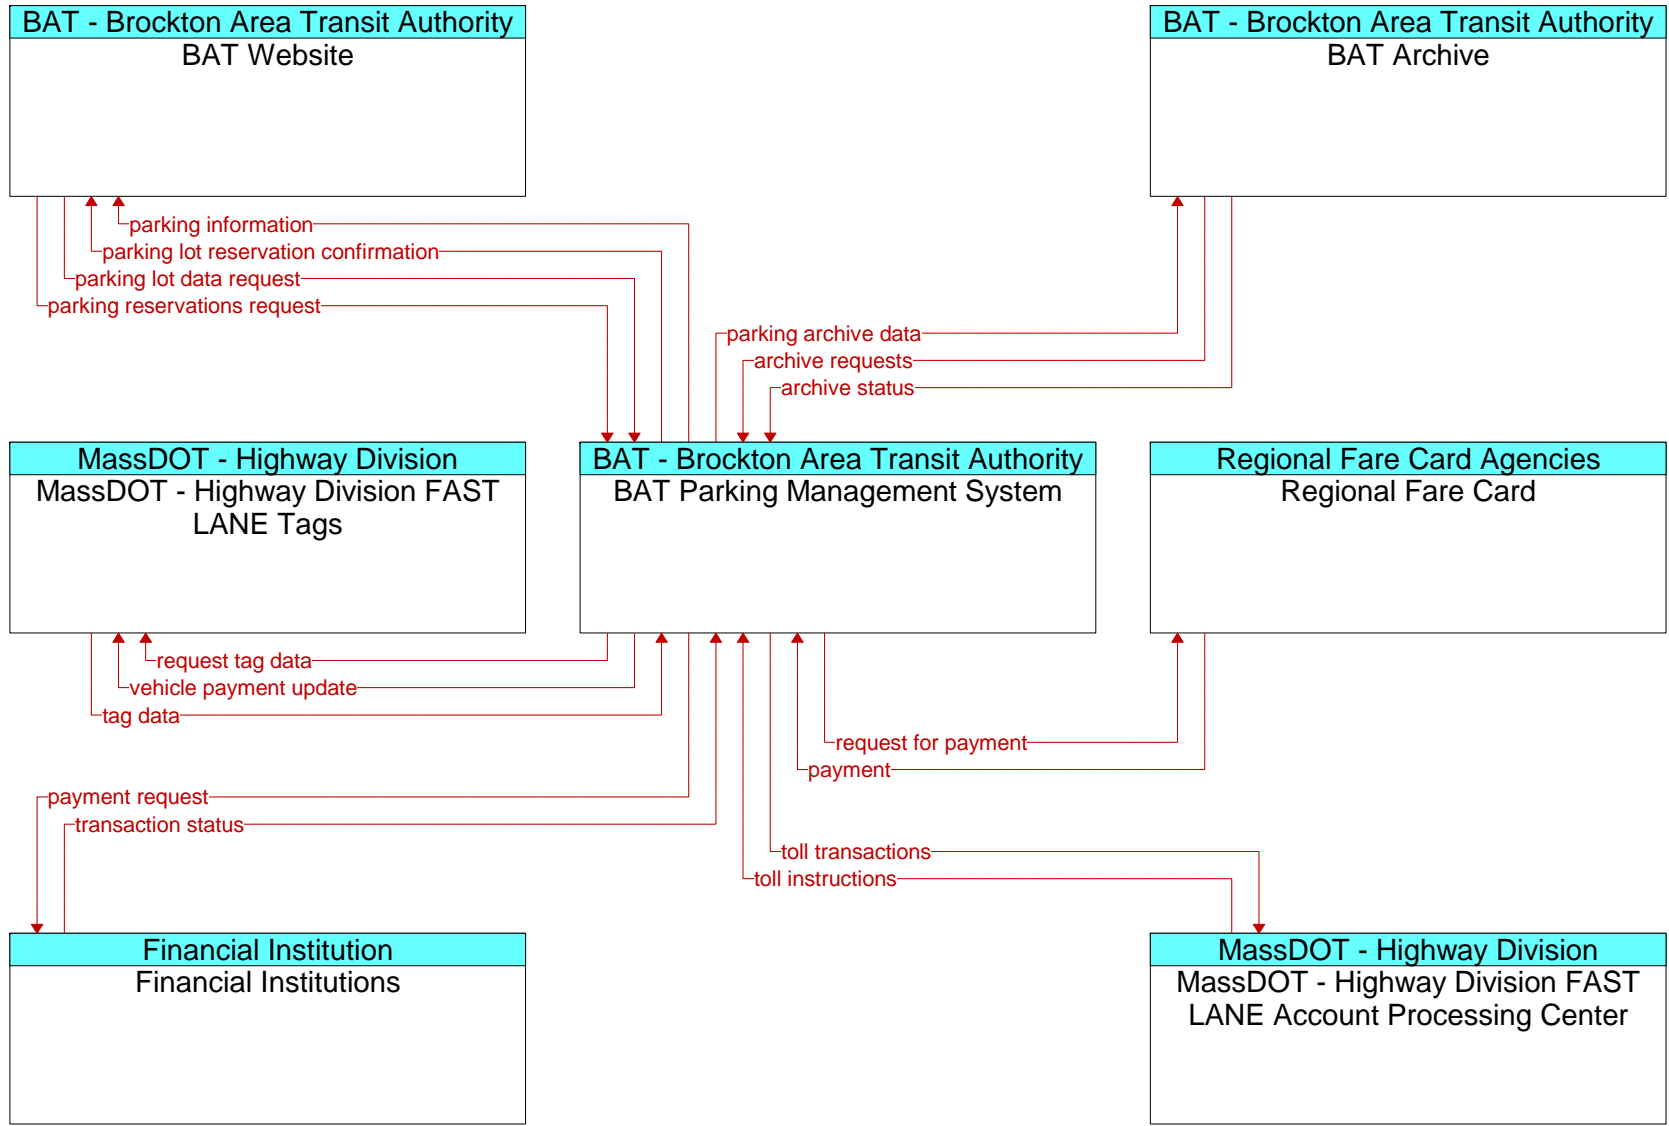 BAT - Brockton Area Transit Authority
BAT Website
BAT - Brockton Area Transit Authority
BAT Archive
parking information
parking lot reservation confirmation
parking lot data request
parking reservations request
parking archive data
archive requests
archive status
MassDOT - Highway Division
MassDOT - Highway Division FAST
LANE Tags
BAT - Brockton Area Transit Authority
BAT Parking Management System
Regional Fare Card Agencies
Regional Fare Card
request tag data
vehicle payment update
tag data
request for payment
payment
payment request
transaction status
toll transactions
toll instructions
Financial Institution
Financial Institutions
MassDOT - Highway Division
MassDOT - Highway Division FAST
LANE Account Processing Center